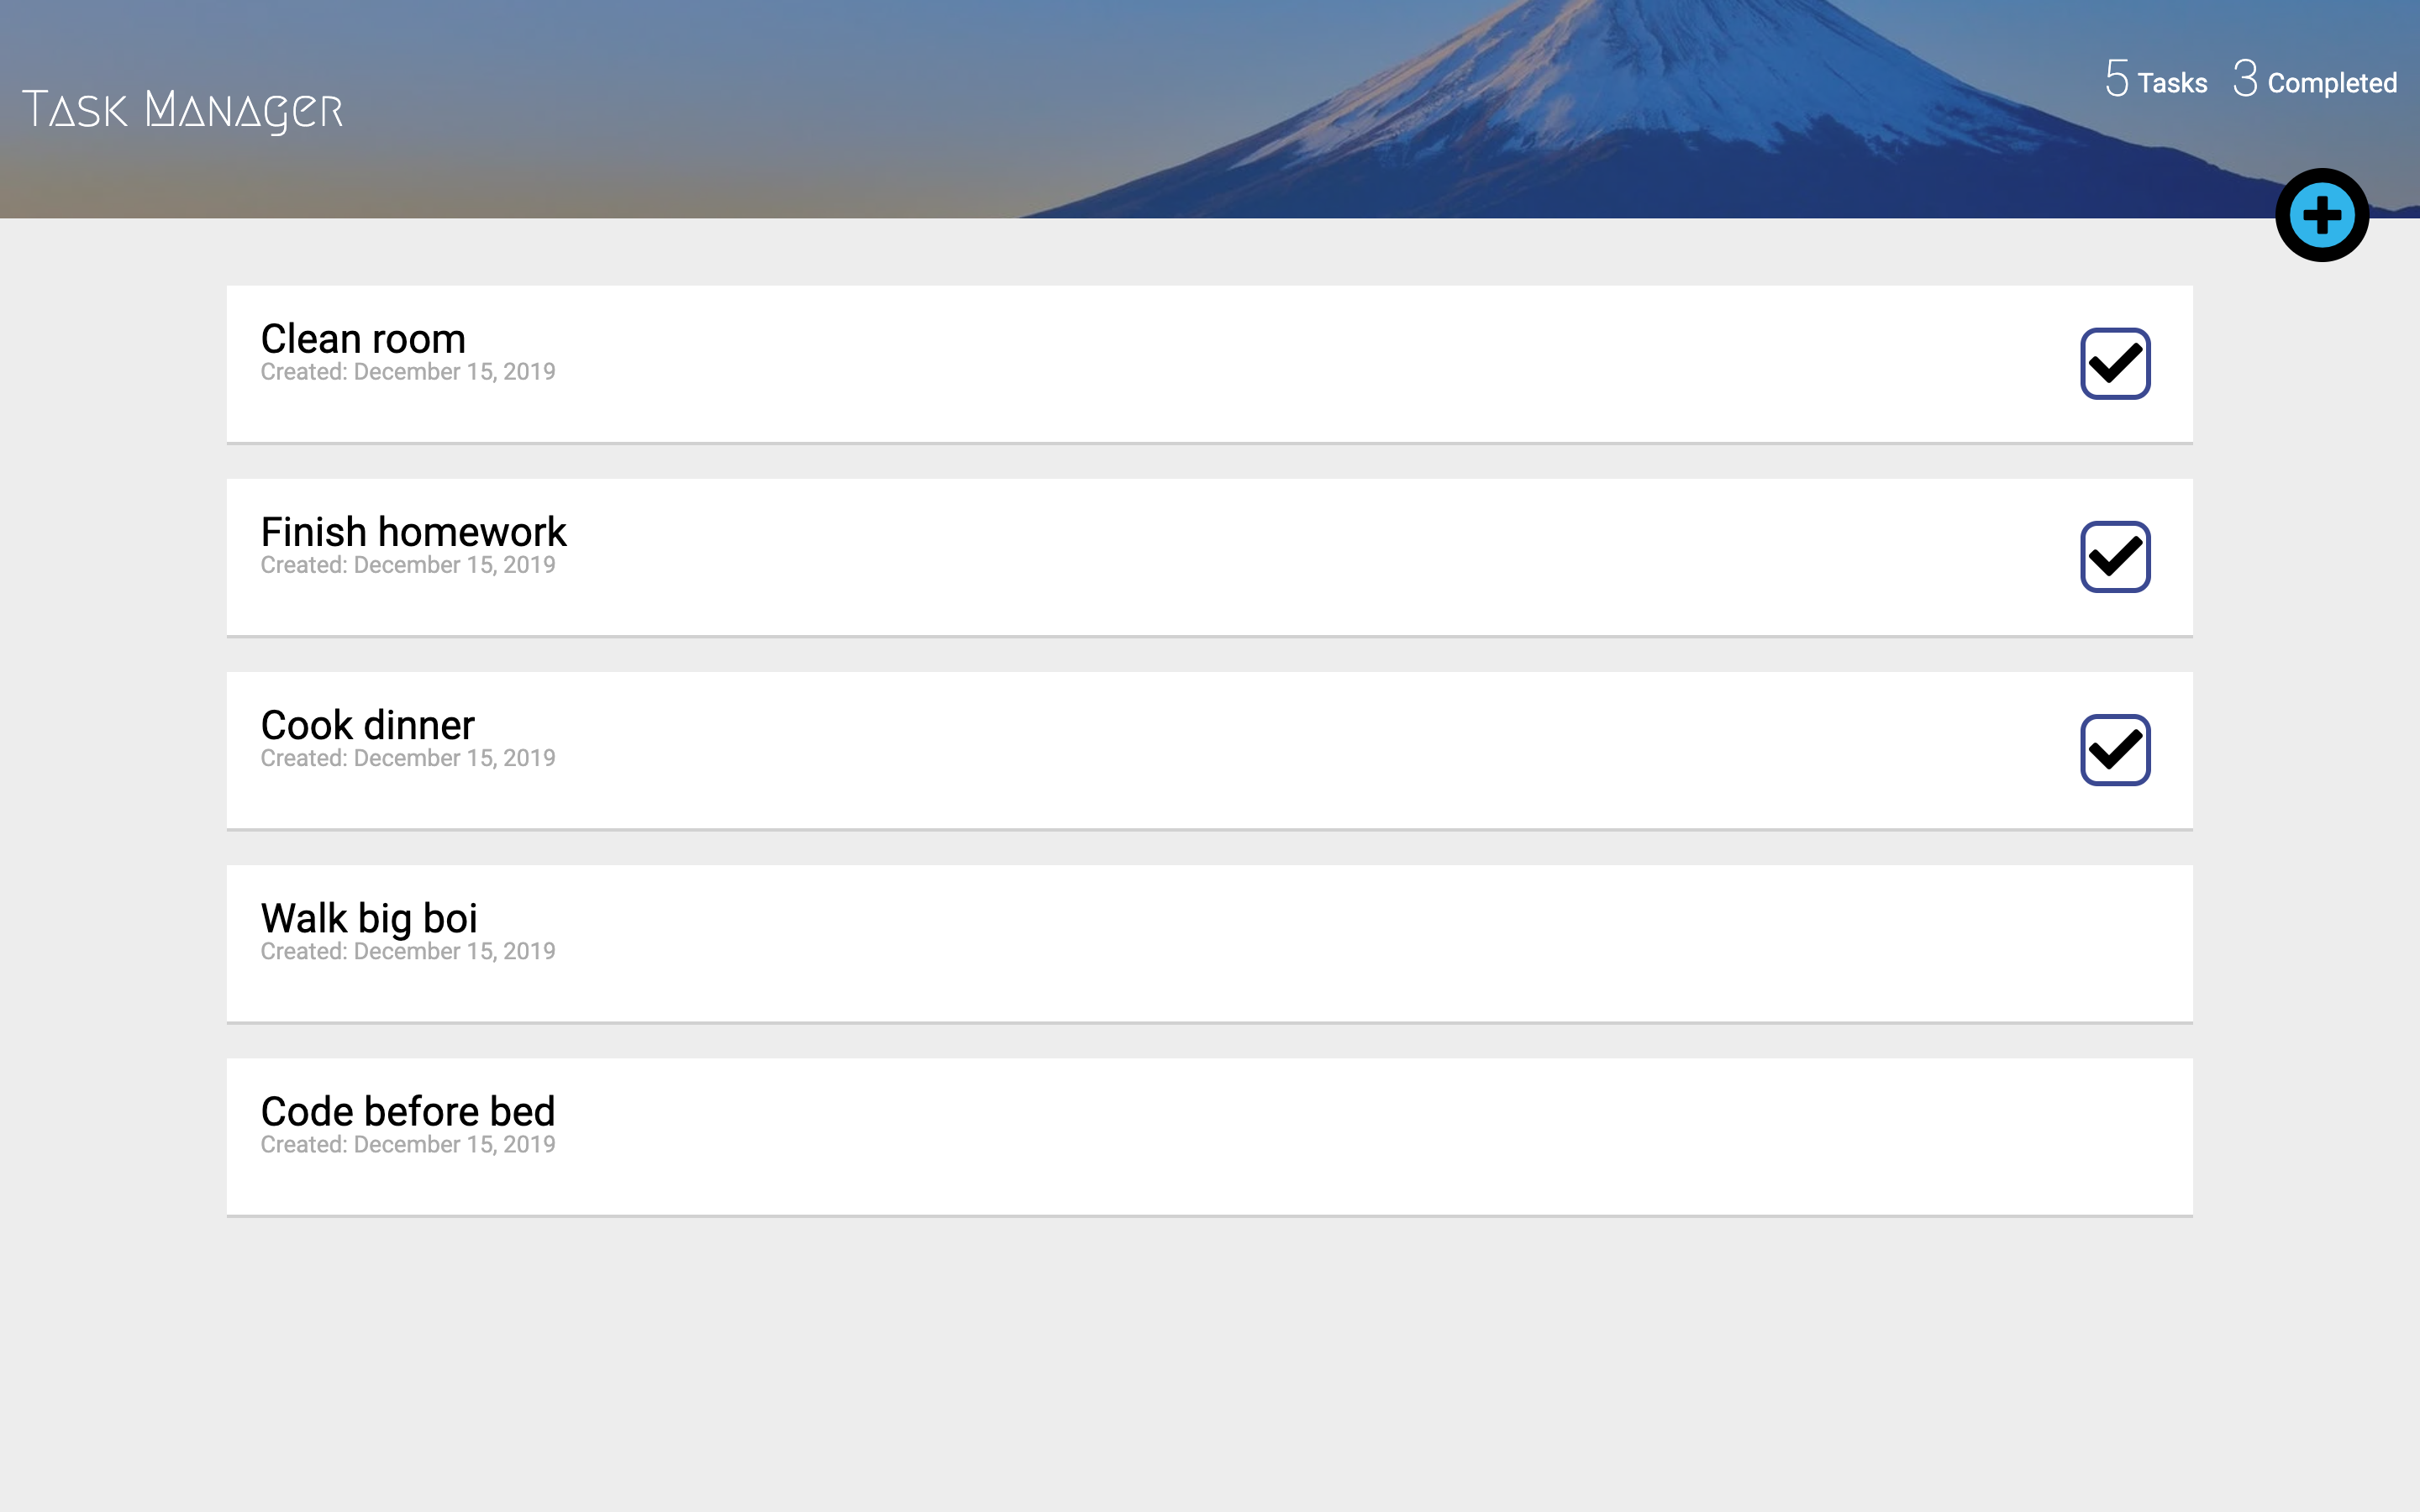 Task Manager
5 Tasks 3 Completed
Clean room
Created: December 15, 2019
Finish homework
Created: December 15, 2019
Cook dinner
Created: December 15, 2019
Walk big boi
Created: December 15, 2019
Code before bed
Created: December 15, 2019